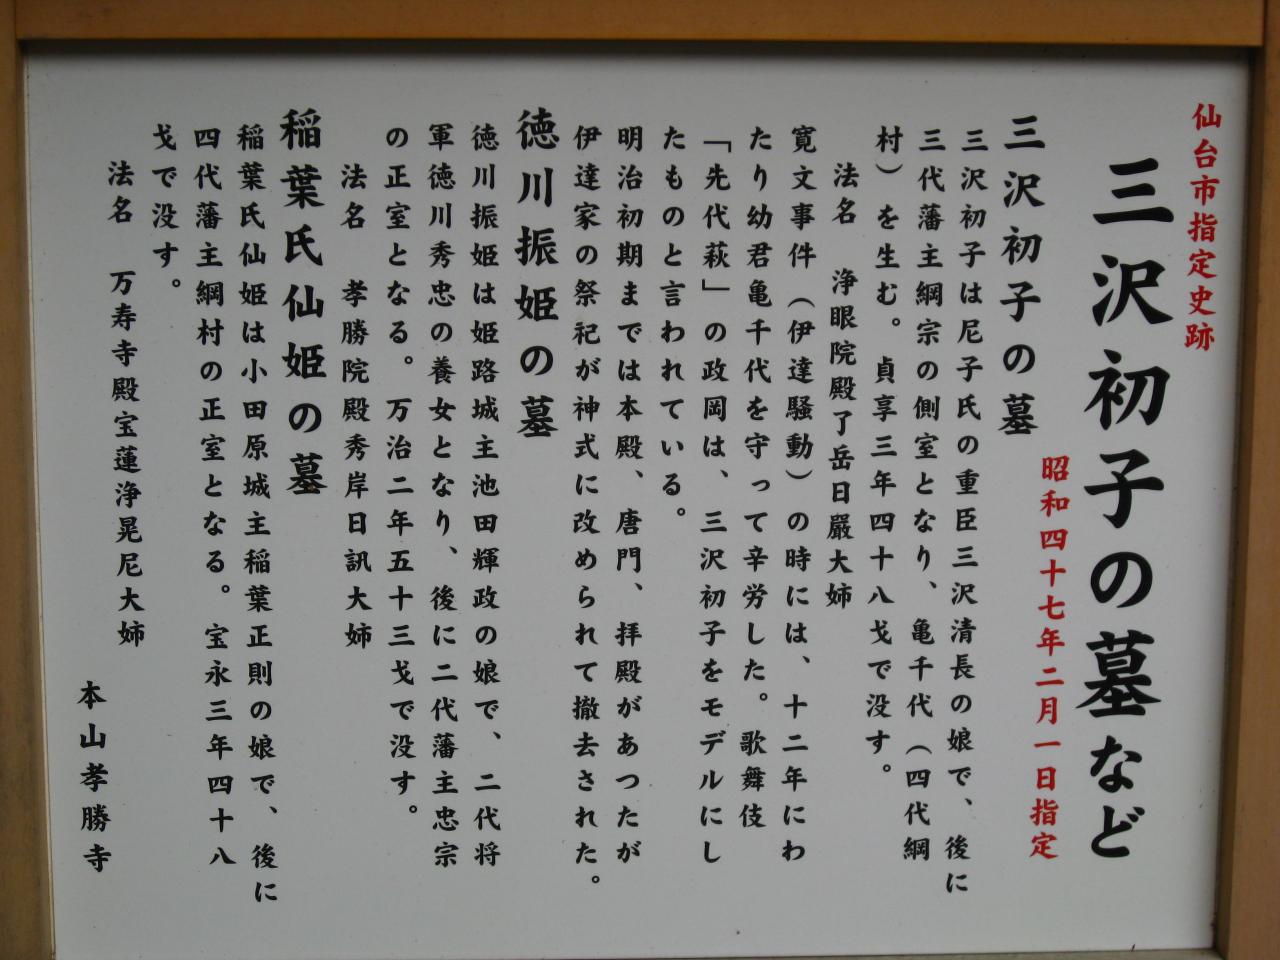 仙台市指定史跡
三沢初子の墓など
昭和四十七年二月一日指定
三沢初子の墓
三沢初子は尼子氏の重臣三沢清長の娘で、後に
三代藩主綱宗の側室となり、亀千代（四代綱
村）を生む。貞享三年四十八戈で没す。
法名　浄眼院殿了岳日嚴大姉
寛文事件（伊達騒動）の時には、十二年にわ
たり幼君亀千代を守って辛労した。歌舞伎
「先代萩」の政岡は、三沢初子をモデルにし
たものと言われている。
明治初期までは本殿、唐門、拝殿があつたが
伊達家の祭祀が神式に改められて撤去された。
徳川振姫の墓
徳川振姫は姫路城主池田輝政の娘で、二代将
軍徳川秀忠の養女となり、後に二代藩主忠宗
の正室となる。万治二年五十三戈で没す。
法名　孝勝院殿秀岸日訊大姉
稲葉氏仙姫の墓
稲葉氏仙姫は小田原城主稲葉正則の娘で、後に
四代藩主綱村の正室となる。宝永三年四十八
戈で没す。
法名　万寿寺殿宝蓮浄晃尼大姉
本山孝勝寺